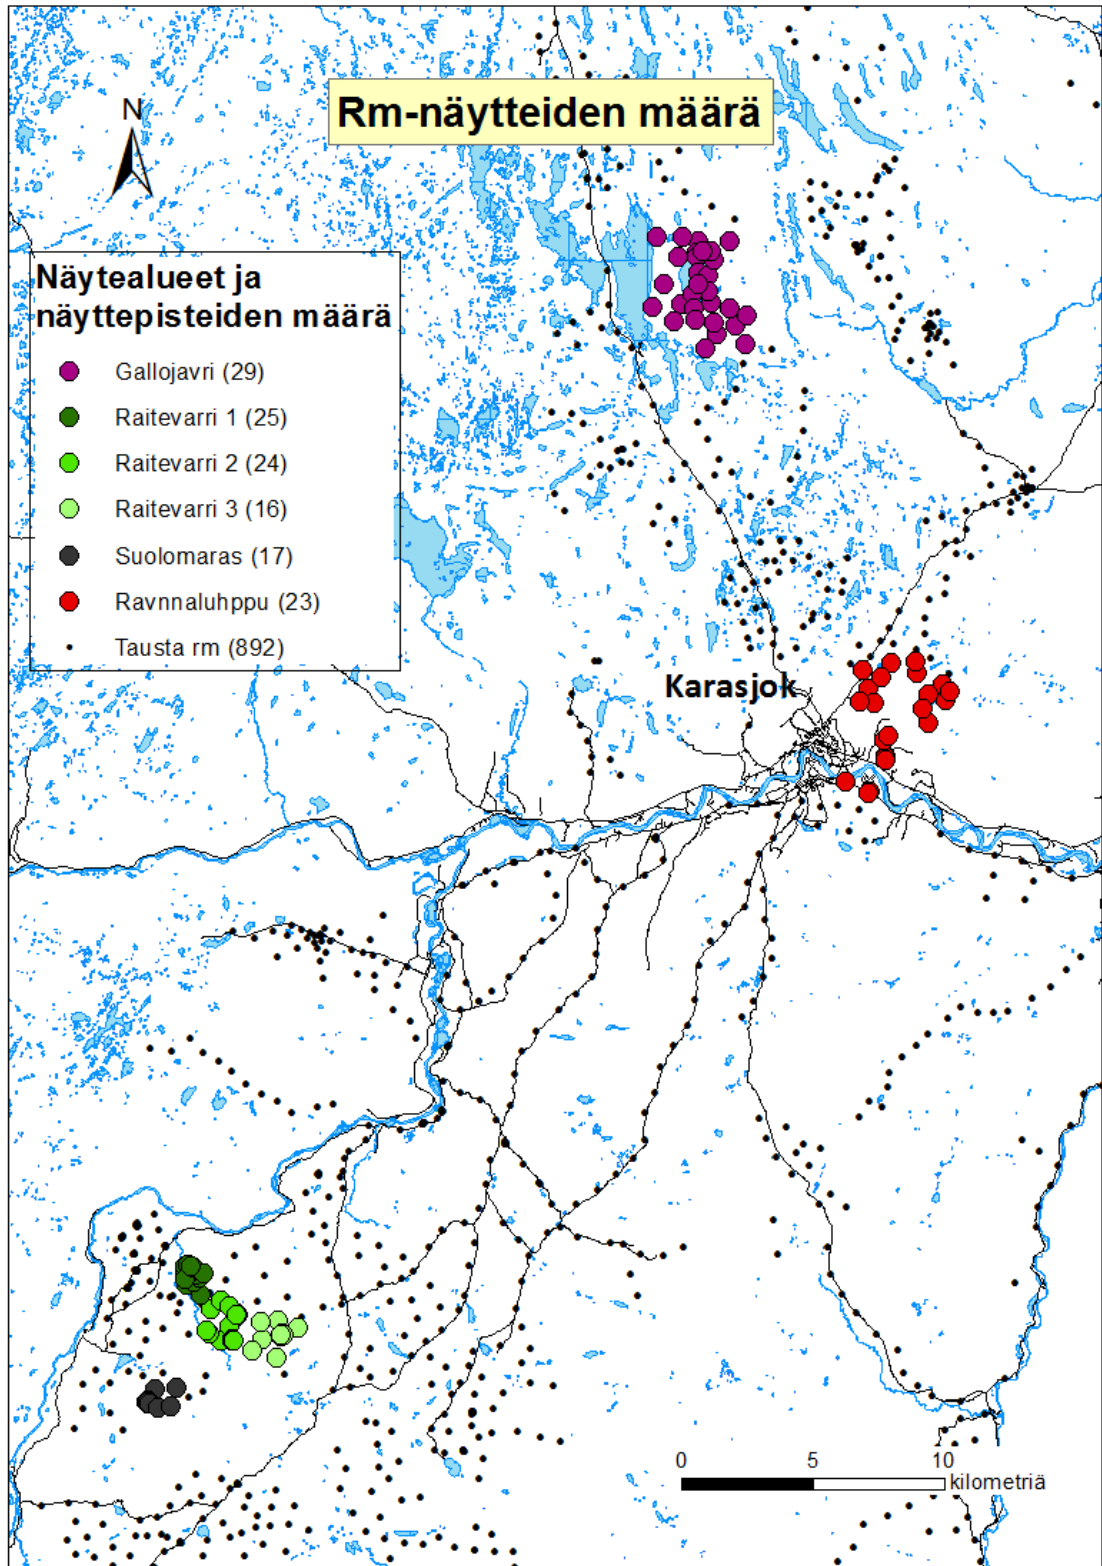 Rm-näytteiden määrä
N
Näytealueet ja
näyttepisteiden määrä
Gallojavri (29)
Raitevarri 1 (25)
Raitevarri 2 (24)
Raitevarri 3 (16)
Suolomaras (17)
Ravnnaluhppu (23)
Tausta rm (892)
Karasjok
0 5 10
kilometriä